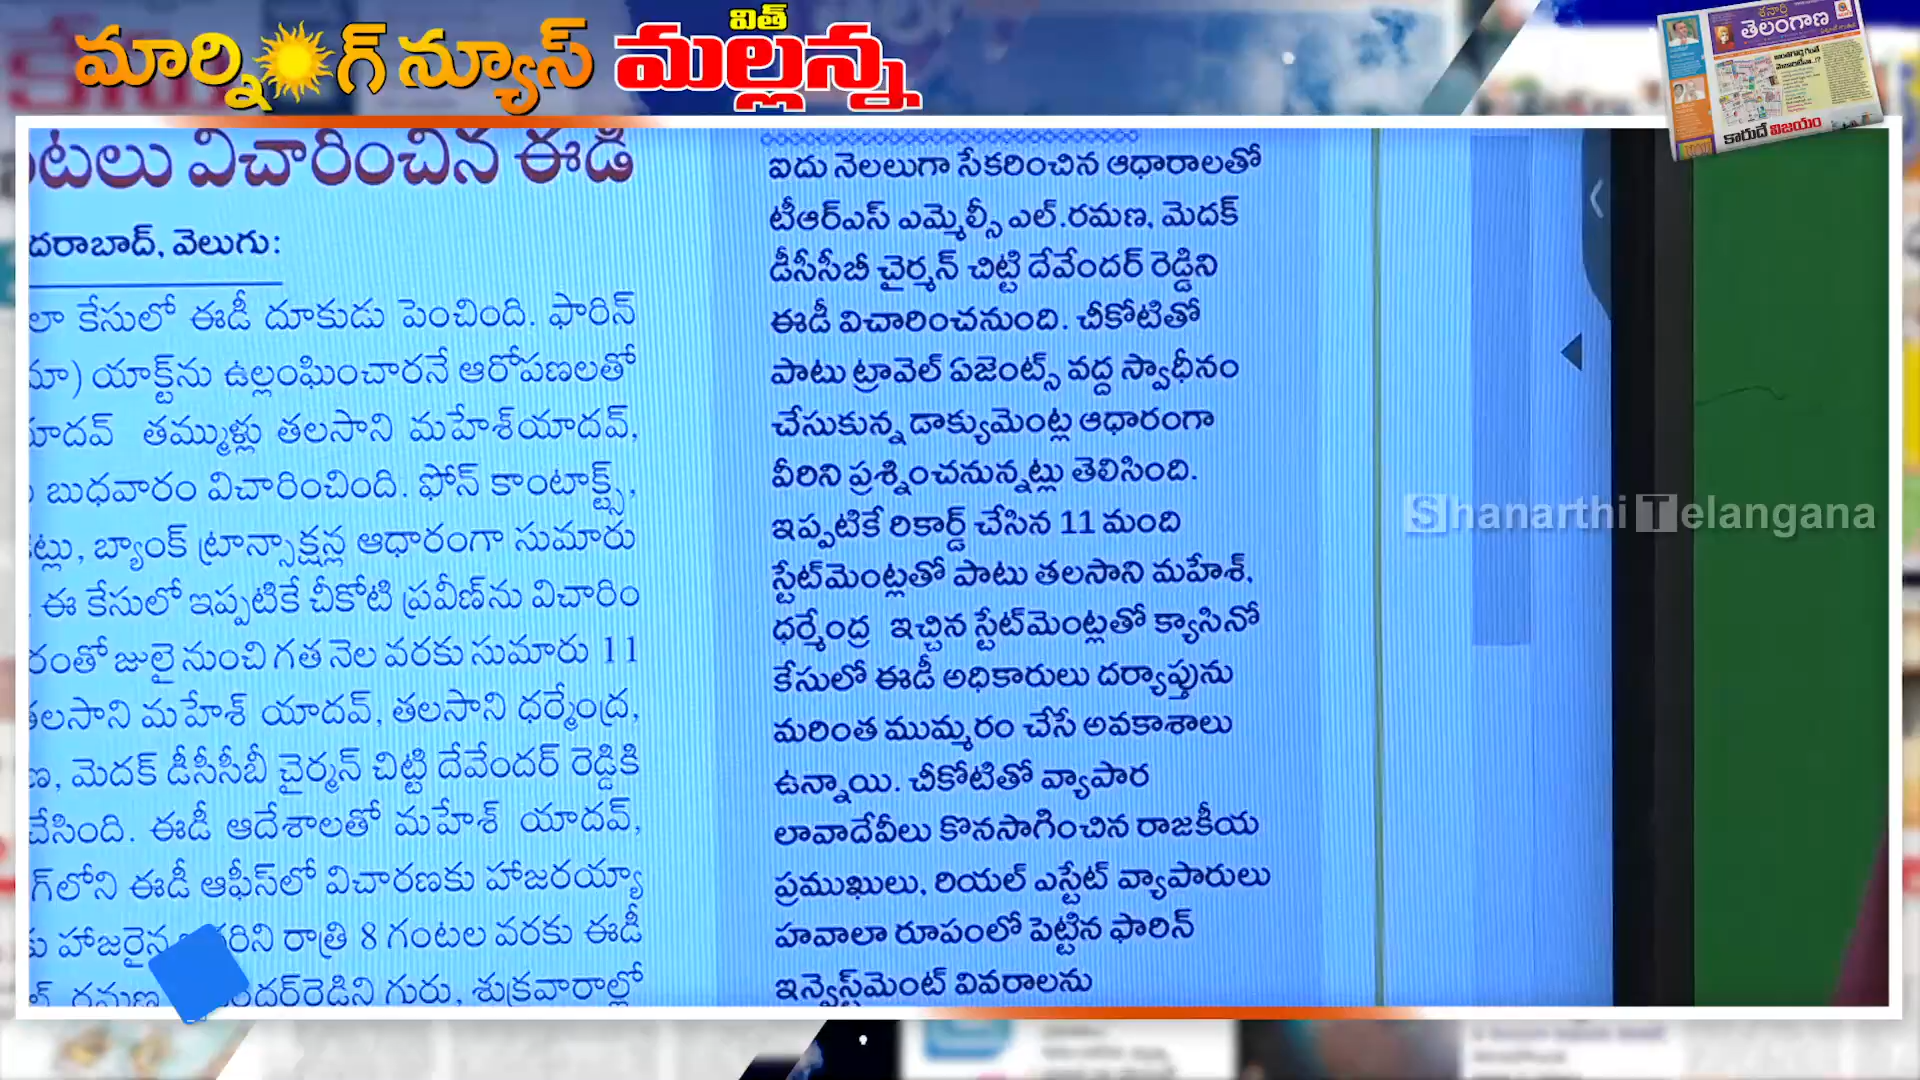 మార్నింగ్ న్యూస్ విత్ మల్లన్న
తెలంగాణ
కారుదే విజయం
టలు విచారించిన ఈడీ
దరాబాద్, వెలుగు:
లా కేసులో ఈడీ దూకుడు పెంచింది. ఫారిన్
మా) యాక్ట్‌ను ఉల్లంఘించారనే ఆరోపణలతో
యాదవ్ తమ్ముళ్లు తలసాని మహేశ్‌యాదవ్,
బుధవారం విచారించింది. ఫోన్ కాంటాక్ట్స్,
ట్లు, బ్యాంక్ ట్రాన్సాక్షన్ల ఆధారంగా సుమారు
. ఈ కేసులో ఇప్పటికే చీకోటి ప్రవీణ్‌ను విచారిం
రంతో జులై నుంచి గత నెల వరకు సుమారు 11
తలసాని మహేశ్ యాదవ్, తలసాని ధర్మేంద్ర,
ణ, మెదక్ డీసీసీబీ చైర్మన్ చిట్టి దేవేందర్ రెడ్డికి
చేసింది. ఈడీ ఆదేశాలతో మహేశ్ యాదవ్,
గ్‌లోని ఈడీ ఆఫీస్‌లో విచారణకు హాజరయ్యా
కు హాజరైన రిని రాత్రి 8 గంటల వరకు ఈడీ
రమణ ందర్‌రెడ్డిని గురు, శుక్రవారాల్లో
ఐదు నెలలుగా సేకరించిన ఆధారాలతో
టీఆర్ఎస్ ఎమ్మెల్సీ ఎల్.రమణ, మెదక్
డీసీసీబీ చైర్మన్ చిట్టి దేవేందర్ రెడ్డిని
ఈడీ విచారించనుంది. చీకోటితో
పాటు ట్రావెల్ ఏజెంట్స్ వద్ద స్వాధీనం
చేసుకున్న డాక్యుమెంట్ల ఆధారంగా
వీరిని ప్రశ్నించనున్నట్లు తెలిసింది.
ఇప్పటికే రికార్డ్ చేసిన 11 మంది
స్టేట్‌మెంట్లతో పాటు తలసాని మహేశ్,
ధర్మేంద్ర ఇచ్చిన స్టేట్‌మెంట్లతో క్యాసినో
కేసులో ఈడీ అధికారులు దర్యాప్తును
మరింత ముమ్మరం చేసే అవకాశాలు
ఉన్నాయి. చీకోటితో వ్యాపార
లావాదేవీలు కొనసాగించిన రాజకీయ
ప్రముఖులు, రియల్ ఎస్టేట్ వ్యాపారులు
హవాలా రూపంలో పెట్టిన ఫారిన్
ఇన్వెస్ట్‌మెంట్ వివరాలను
Shanarthi Telangana